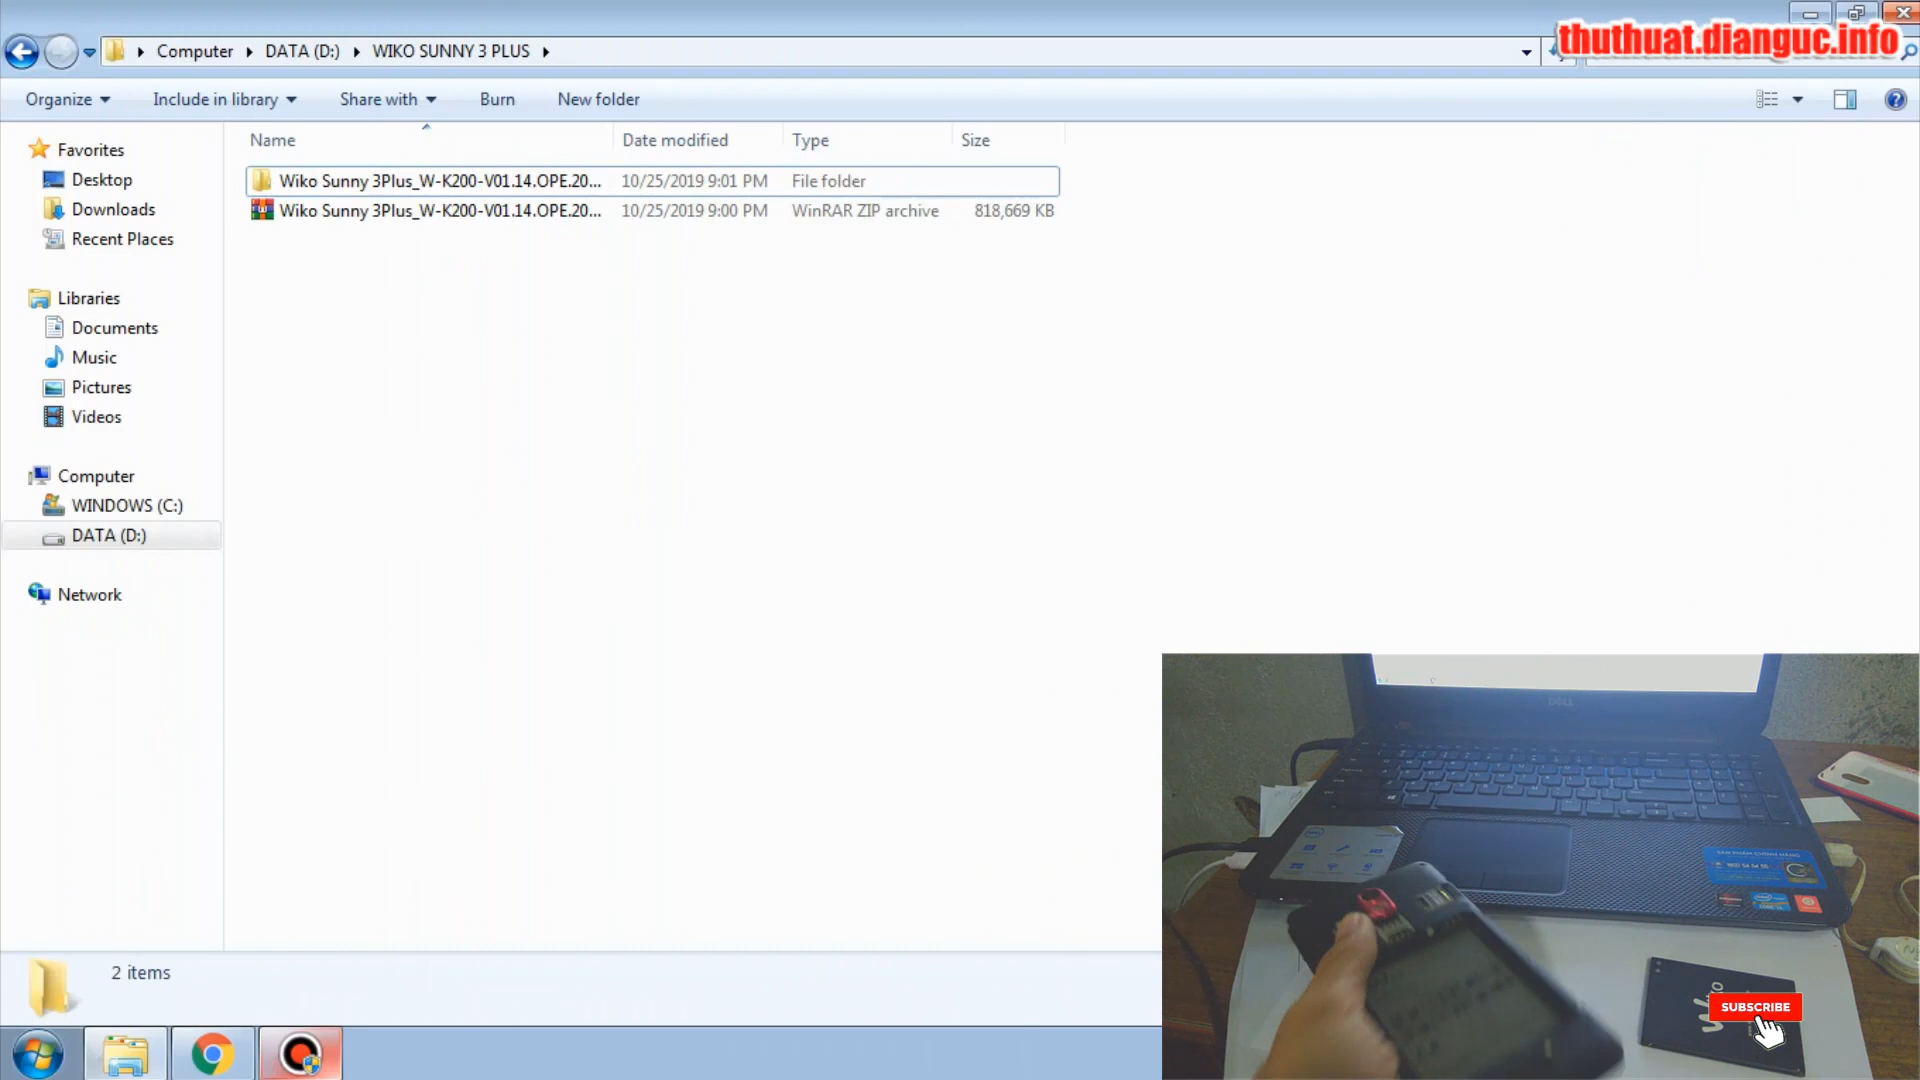 thuthuat.dianguc.info
Computer DATA (D:) WIKO SUNNY 3 PLUS
Organize Include in library Share with Burn New folder
Name Date modified Type Size
Wiko Sunny 3Plus_W-K200-V01.14.OPE.20... 10/25/2019 9:01 PM File folder
Wiko Sunny 3Plus_W-K200-V01.14.OPE.20... 10/25/2019 9:00 PM WinRAR ZIP archive 818,669 KB
Favorites
Desktop
Downloads
Recent Places
Libraries
Documents
Music
Pictures
Videos
Computer
WINDOWS (C:)
DATA (D:)
Network
2 items
DELL
SUBSCRIBE